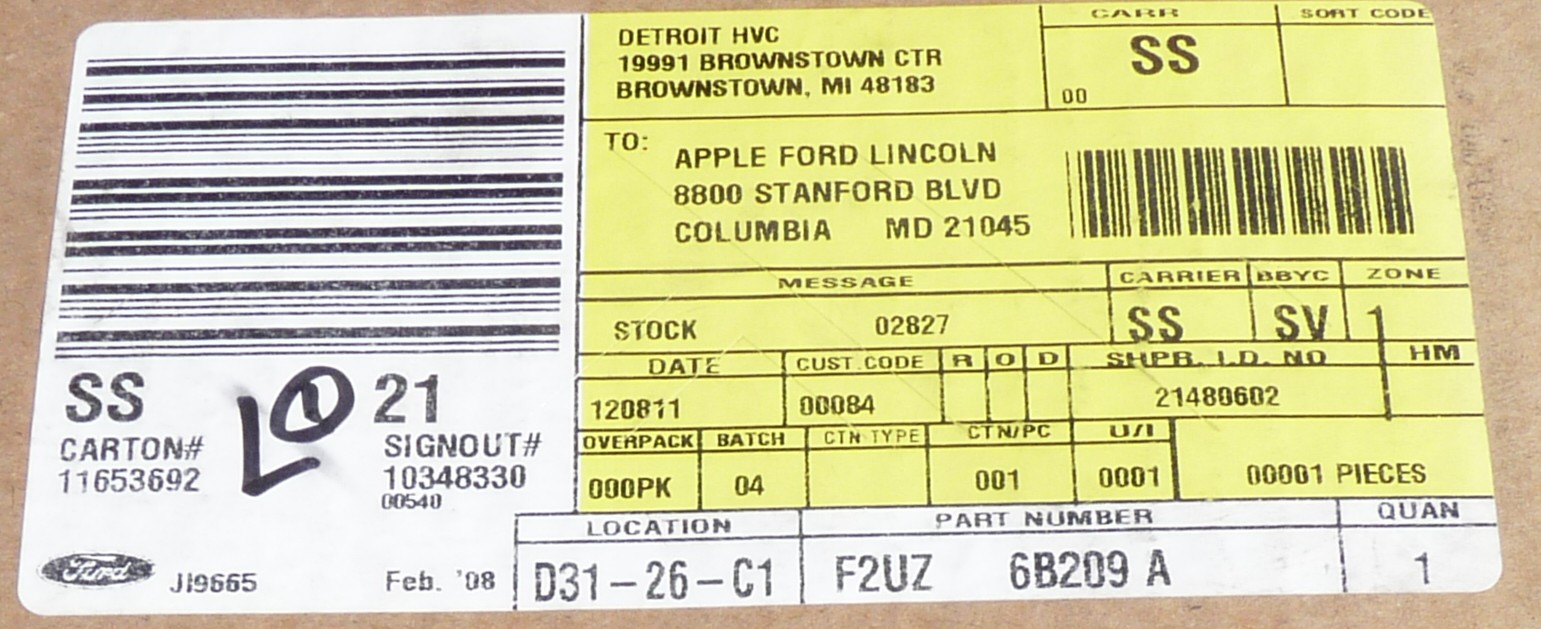 DETROIT HVC
19991 BROWNSTOWN CTR
BROWNSTOWN, MI 48183
CARR
SORT CODE
SS
00
TO:
APPLE FORD LINCOLN
8800 STANFORD BLVD
COLUMBIA MD 21045
MESSAGE
CARRIER
BBYC
ZONE
STOCK 02827
SS
SV
1
DATE
CUST.CODE
R
O
D
SHPR. I.D. NO
HM
120811
00084
21480602
OVERPACK
BATCH
CTN TYPE
CTN/PC
U/I
000PK
04
001
0001
00001 PIECES
SS
21
CARTON#
11653692
SIGNOUT#
10348330
00540
Ford
JI9665
Feb. '08
LOCATION
PART NUMBER
QUAN
D31-26-C1
F2UZ 6B209 A
1